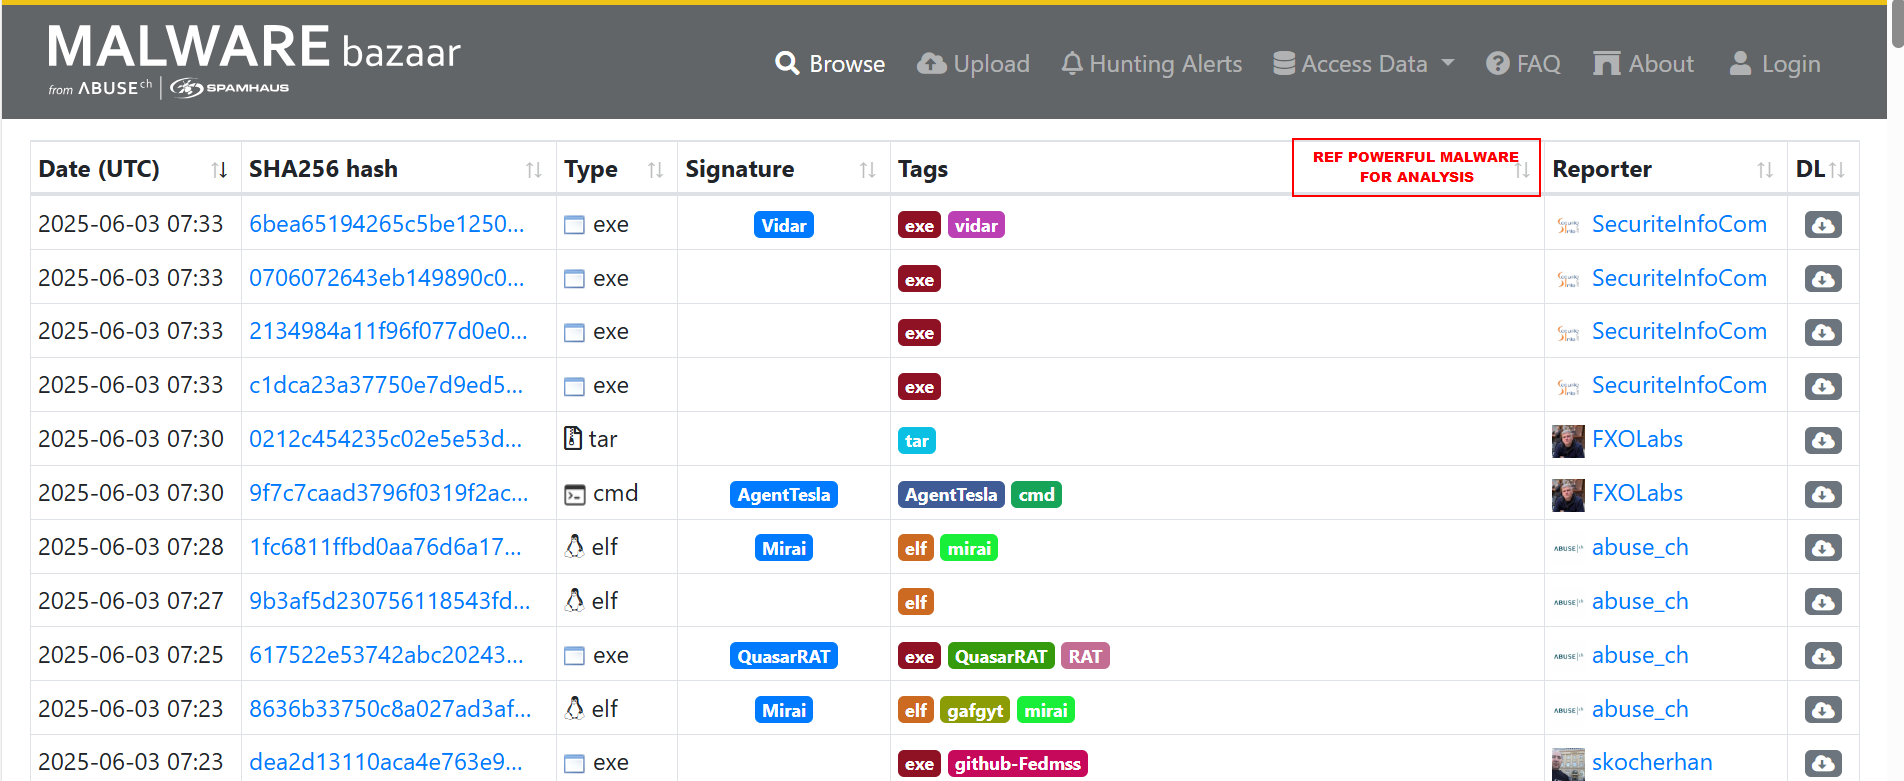 MALWARE bazaar
from ABUSE ch | SPAMHAUS
Browse Upload Hunting Alerts Access Data FAQ About Login
Date (UTC) SHA256 hash Type Signature Tags REF POWERFUL MALWARE FOR ANALYSIS Reporter DL
2025-06-03 07:33 6bea65194265c5be1250... exe Vidar exe vidar SecuriteInfoCom
2025-06-03 07:33 0706072643eb149890c0... exe exe SecuriteInfoCom
2025-06-03 07:33 2134984a11f96f077d0e0... exe exe SecuriteInfoCom
2025-06-03 07:33 c1dca23a37750e7d9ed5... exe exe SecuriteInfoCom
2025-06-03 07:30 0212c454235c02e5e53d... tar tar FXOLabs
2025-06-03 07:30 9f7c7caad3796f0319f2ac... cmd AgentTesla AgentTesla cmd FXOLabs
2025-06-03 07:28 1fc6811ffbd0aa76d6a17... elf Mirai elf mirai abuse_ch
2025-06-03 07:27 9b3af5d230756118543fd... elf elf abuse_ch
2025-06-03 07:25 617522e53742abc20243... exe QuasarRAT exe QuasarRAT RAT abuse_ch
2025-06-03 07:23 8636b33750c8a027ad3af... elf Mirai elf gafgyt mirai abuse_ch
2025-06-03 07:23 dea2d13110aca4e763e9... exe exe github-Fedmss skocherhan